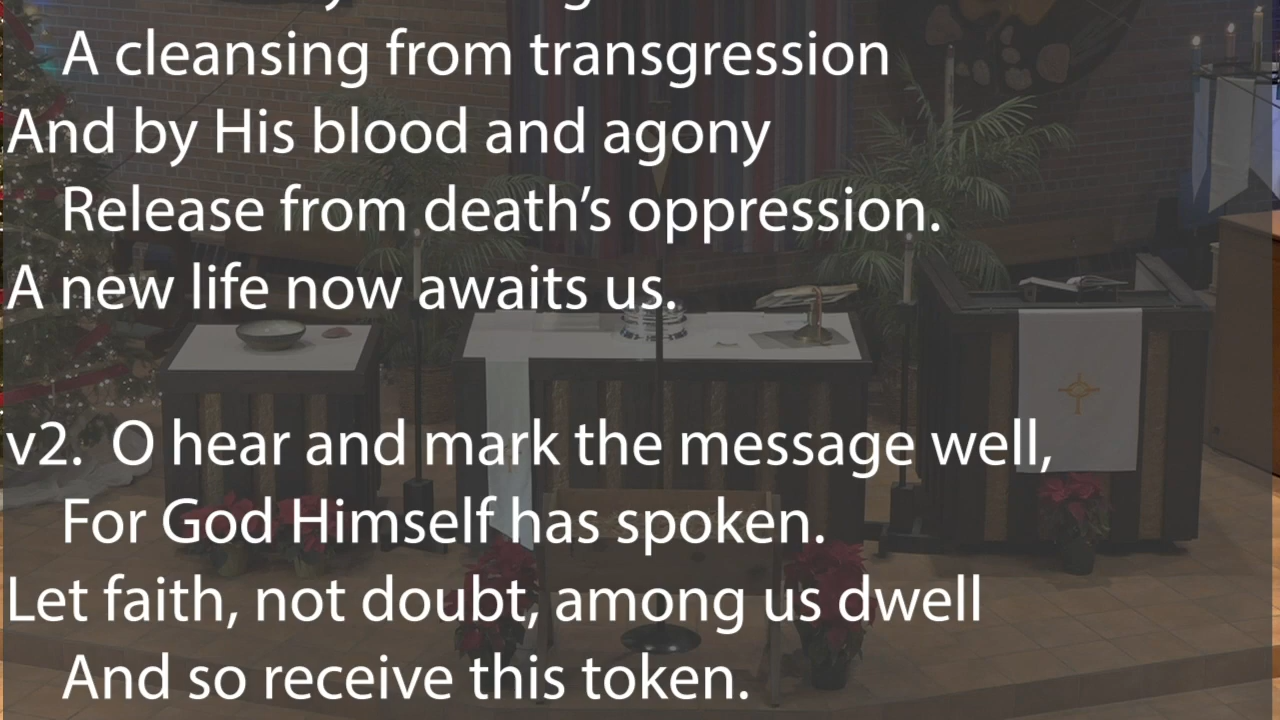 A cleansing from transgression
And by His blood and agony
Release from death’s oppression.
A new life now awaits us.
v2. O hear and mark the message well,
For God Himself has spoken.
Let faith, not doubt, among us dwell
And so receive this token.